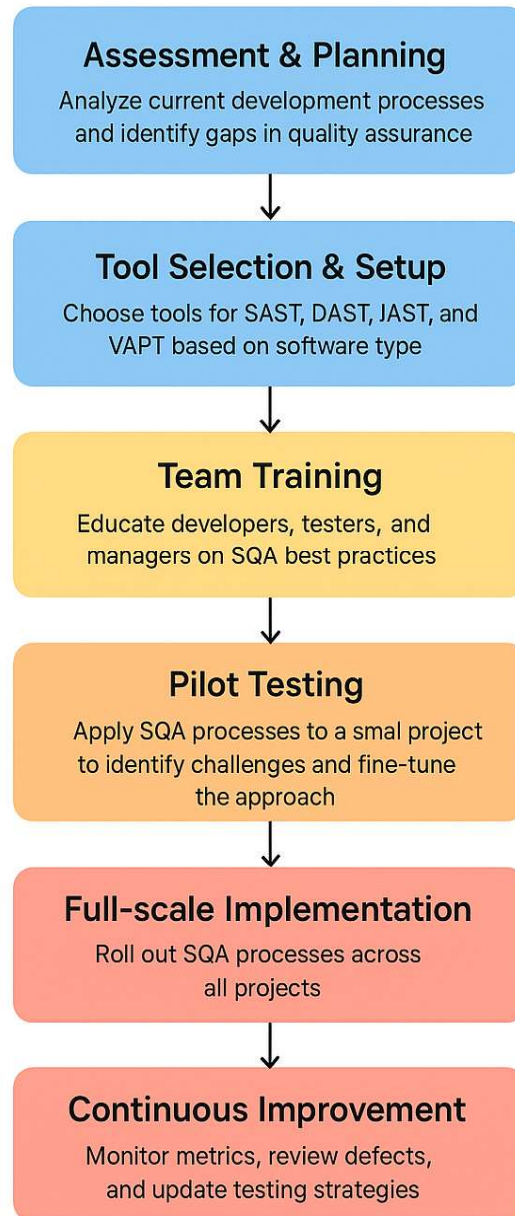 Assessment & Planning
Analyze current development processes
and identify gaps in quality assurance
Tool Selection & Setup
Choose tools for SAST, DAST, JAST, and
VAPT based on software type
Team Training
Educate developers, testers, and
managers on SQA best practices
Pilot Testing
Apply SQA processes to a smal project
to identify challenges and fine-tune
the approach
Full-scale Implementation
Roll out SQA processes across
all projects
Continuous Improvement
Monitor metrics, review defects,
and update testing strategies